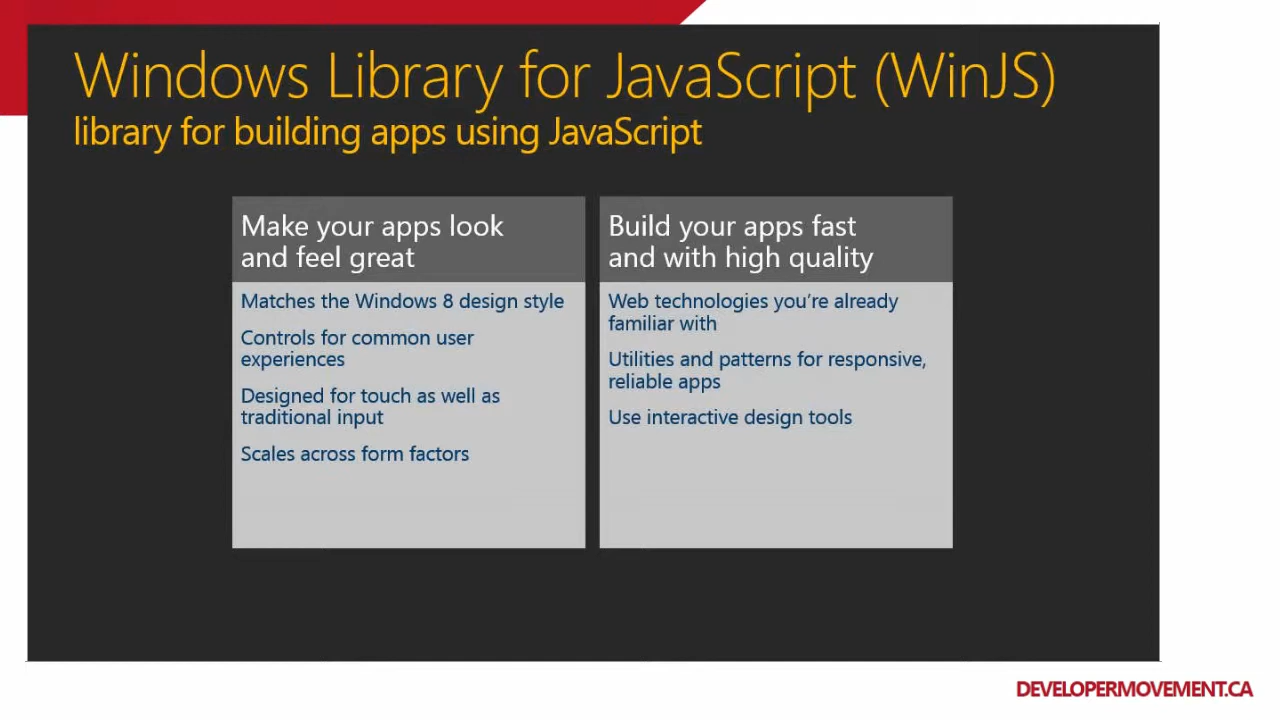 Windows Library for JavaScript (WinJS)
library for building apps using JavaScript
Make your apps look
and feel great
Matches the Windows 8 design style
Controls for common user
experiences
Designed for touch as well as
traditional input
Scales across form factors
Build your apps fast
and with high quality
Web technologies you’re already
familiar with
Utilities and patterns for responsive,
reliable apps
Use interactive design tools
DEVELOPERMOVEMENT.CA